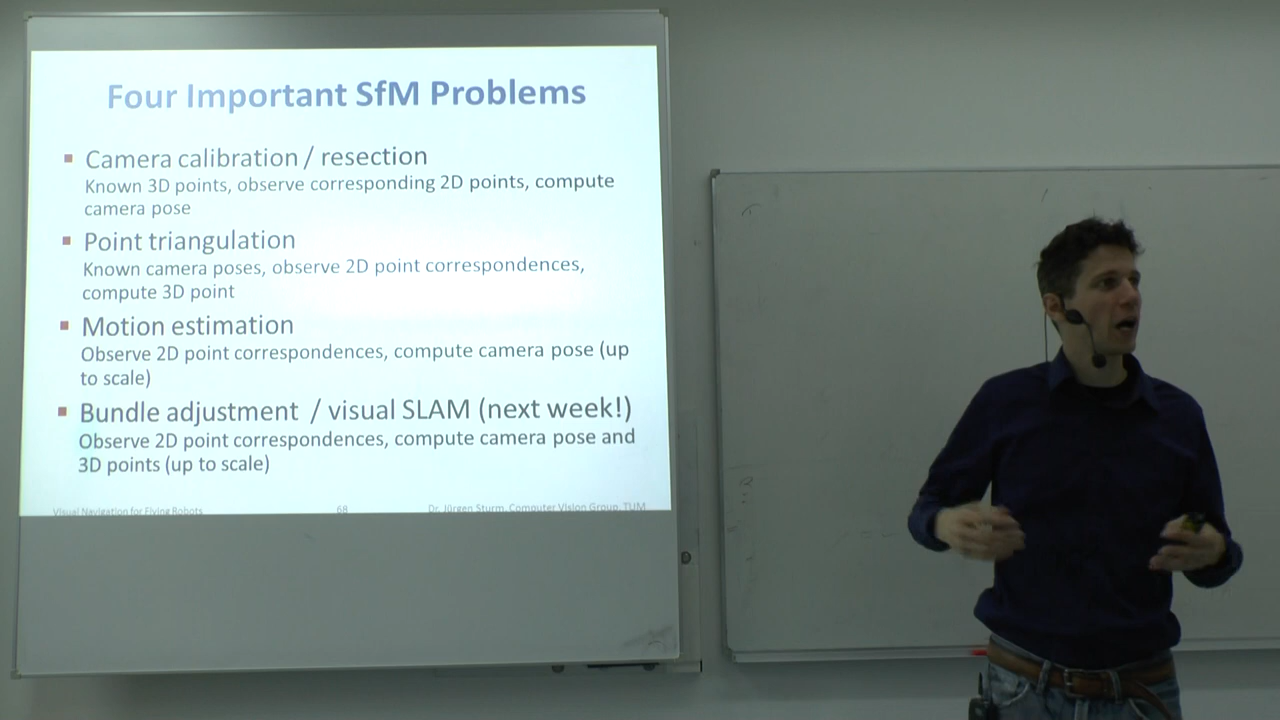 Four Important SfM Problems
▪ Camera calibration / resection
Known 3D points, observe corresponding 2D points, compute
camera pose
▪ Point triangulation
Known camera poses, observe 2D point correspondences,
compute 3D point
▪ Motion estimation
Observe 2D point correspondences, compute camera pose (up
to scale)
▪ Bundle adjustment / visual SLAM (next week!)
Observe 2D point correspondences, compute camera pose and
3D points (up to scale)
Visual Navigation for Flying Robots 68 Dr. Jürgen Sturm, Computer Vision Group, TUM